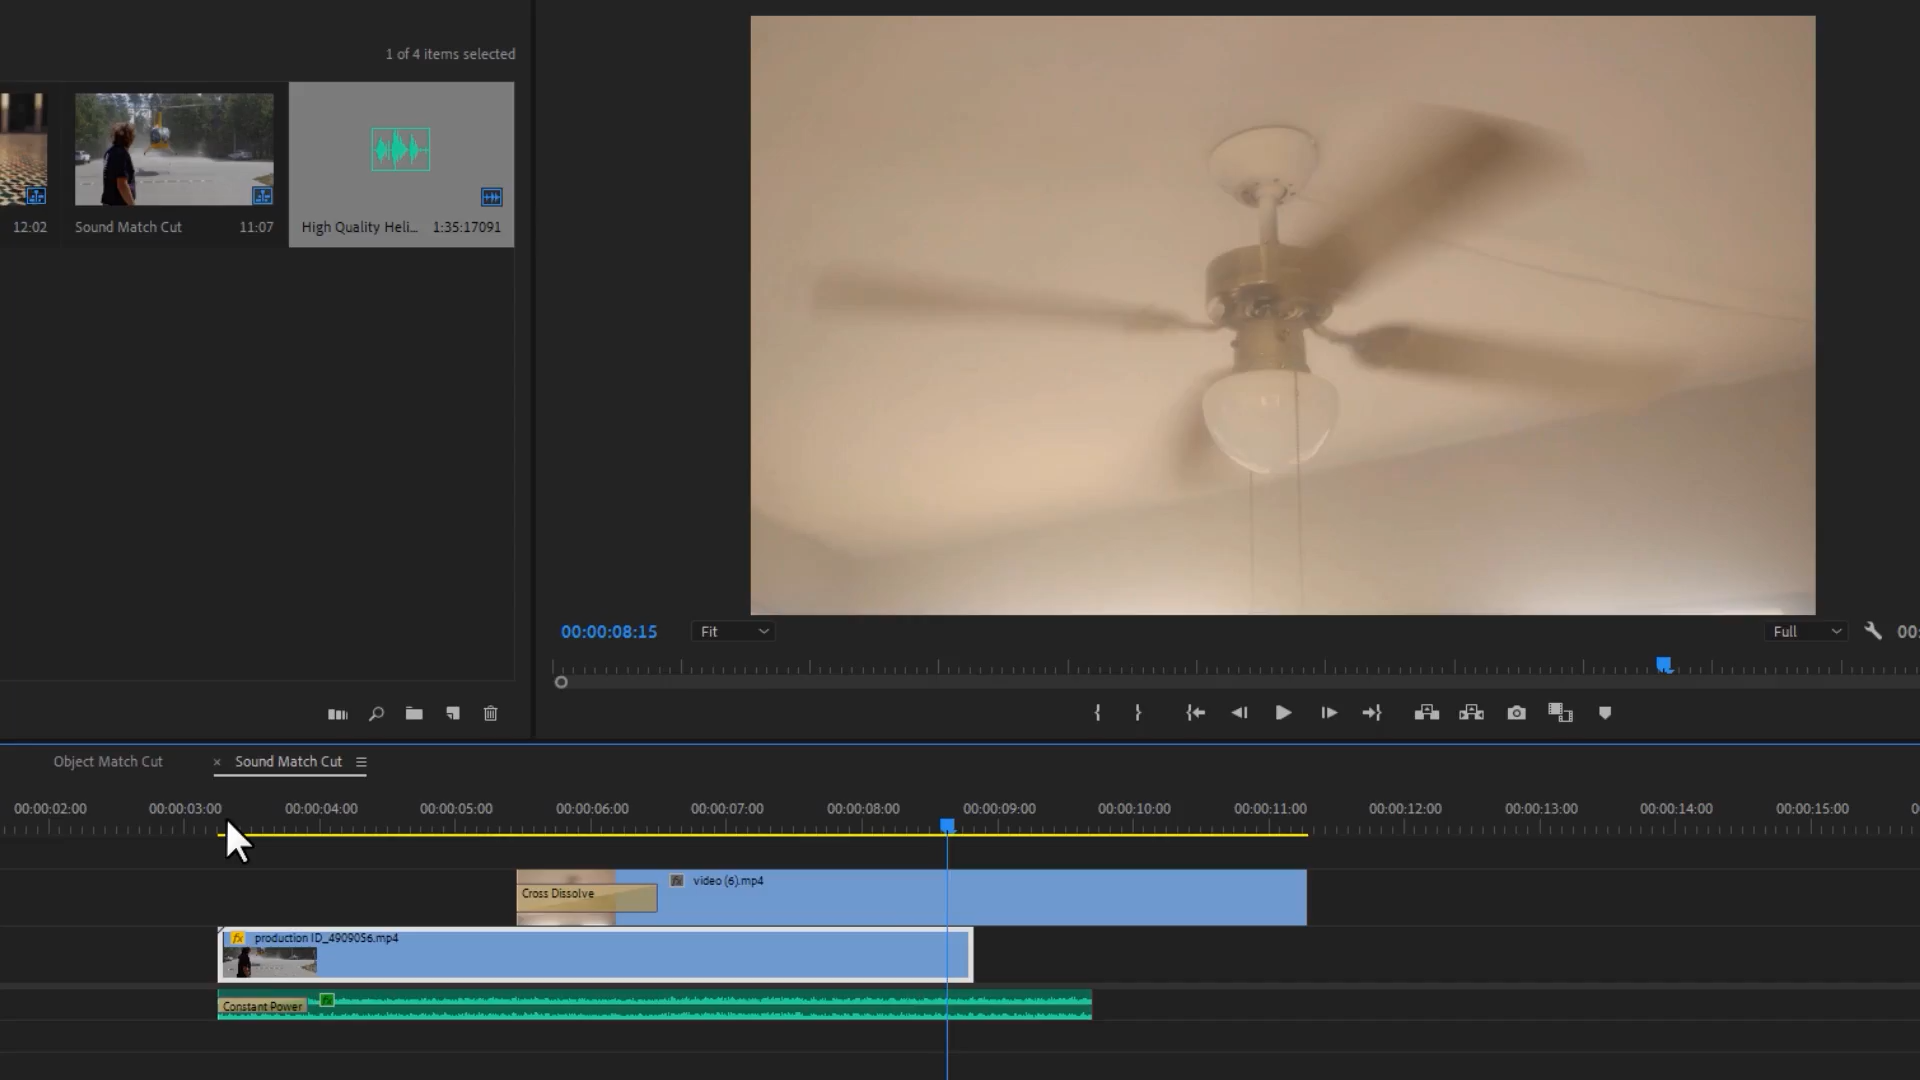 1 of 4 items selected
12:02
Sound Match Cut 11:07
High Quality Heli... 1:35:17091
00:00:08:15
Fit
Full
00:
Object Match Cut
× Sound Match Cut
00:00:02:00 00:00:03:00 00:00:04:00 00:00:05:00 00:00:06:00 00:00:07:00 00:00:08:00 00:00:09:00 00:00:10:00 00:00:11:00 00:00:12:00 00:00:13:00 00:00:14:00 00:00:15:00
Cross Dissolve
fx video (6).mp4
fx production ID_4909056.mp4
Constant Power fx